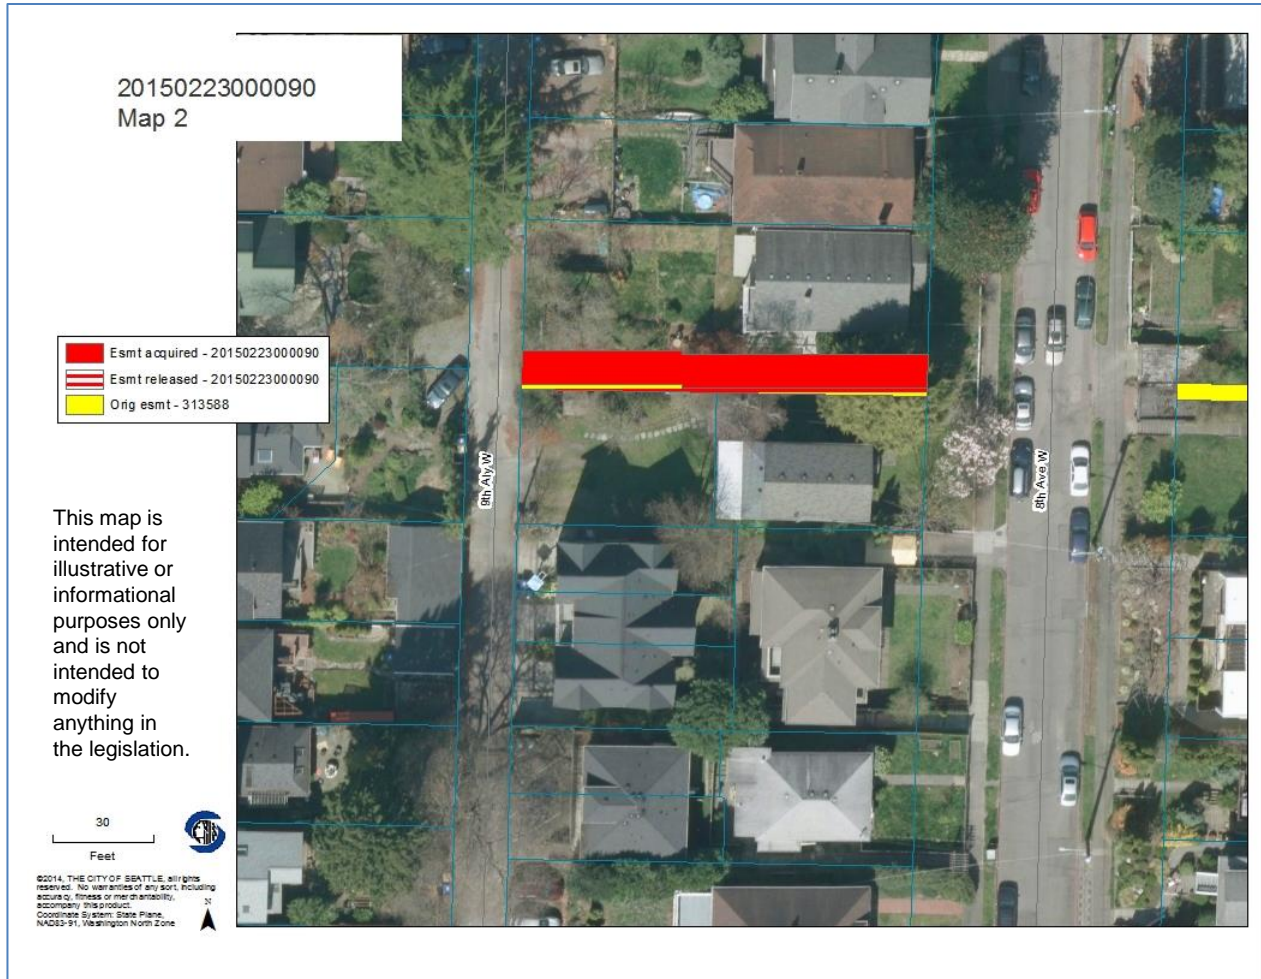 20150223000090
Map 2
Esmt acquired - 20150223000090
Esmt released - 20150223000090
Orig esmt - 313588
9th Aly W
8th Ave W
This map is
intended for
illustrative or
informational
purposes only
and is not
intended to
modify
anything in
the legislation.
30
Feet
©2014, THE CITY OF SEATTLE, all rights
reserved. No warranties of any sort, including
accuracy, fitness or merchantability,
accompany this product.
Coordinate System: State Plane,
NAD83-91, Washington North Zone
N